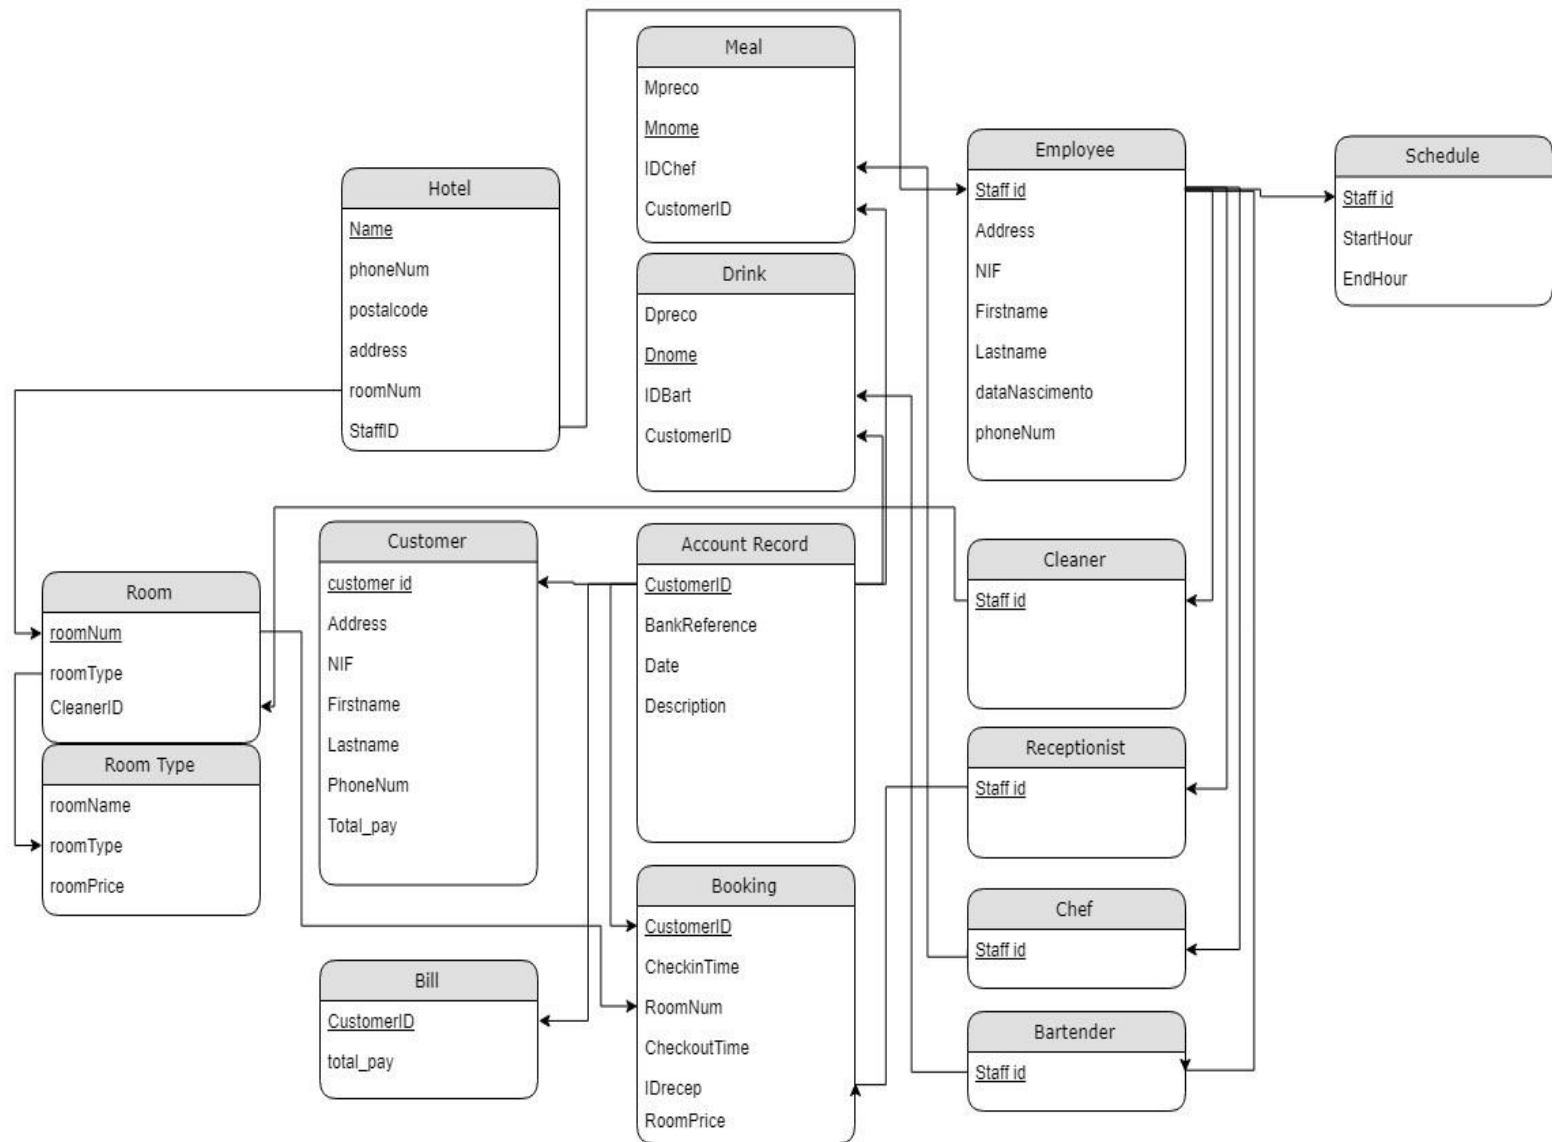 Meal
Mpreco
Mnome
IDChef
CustomerID
Employee
Staff id
Address
NIF
Firstname
Lastname
dataNascimento
phoneNum
Schedule
Staff id
StartHour
EndHour
Hotel
Name
phoneNum
postalcode
address
roomNum
StaffID
Drink
Dpreco
Dnome
IDBart
CustomerID
Customer
customer id
Address
NIF
Firstname
Lastname
PhoneNum
Total_pay
Account Record
CustomerID
BankReference
Date
Description
Cleaner
Staff id
Room
roomNum
roomType
CleanerID
Room Type
roomName
roomType
roomPrice
Receptionist
Staff id
Booking
CustomerID
CheckinTime
RoomNum
CheckoutTime
IDrecep
RoomPrice
Chef
Staff id
Bill
CustomerID
total_pay
Bartender
Staff id